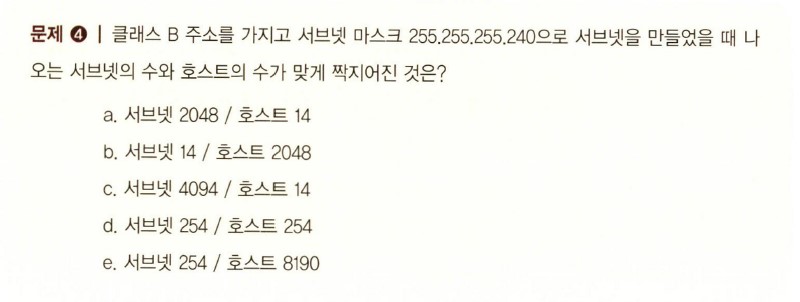 문제 ❹ | 클래스 B 주소를 가지고 서브넷 마스크 255.255.255.240으로 서브넷을 만들었을 때 나
오는 서브넷의 수와 호스트의 수가 맞게 짝지어진 것은?
a. 서브넷 2048 / 호스트 14
b. 서브넷 14 / 호스트 2048
c. 서브넷 4094 / 호스트 14
d. 서브넷 254 / 호스트 254
e. 서브넷 254 / 호스트 8190